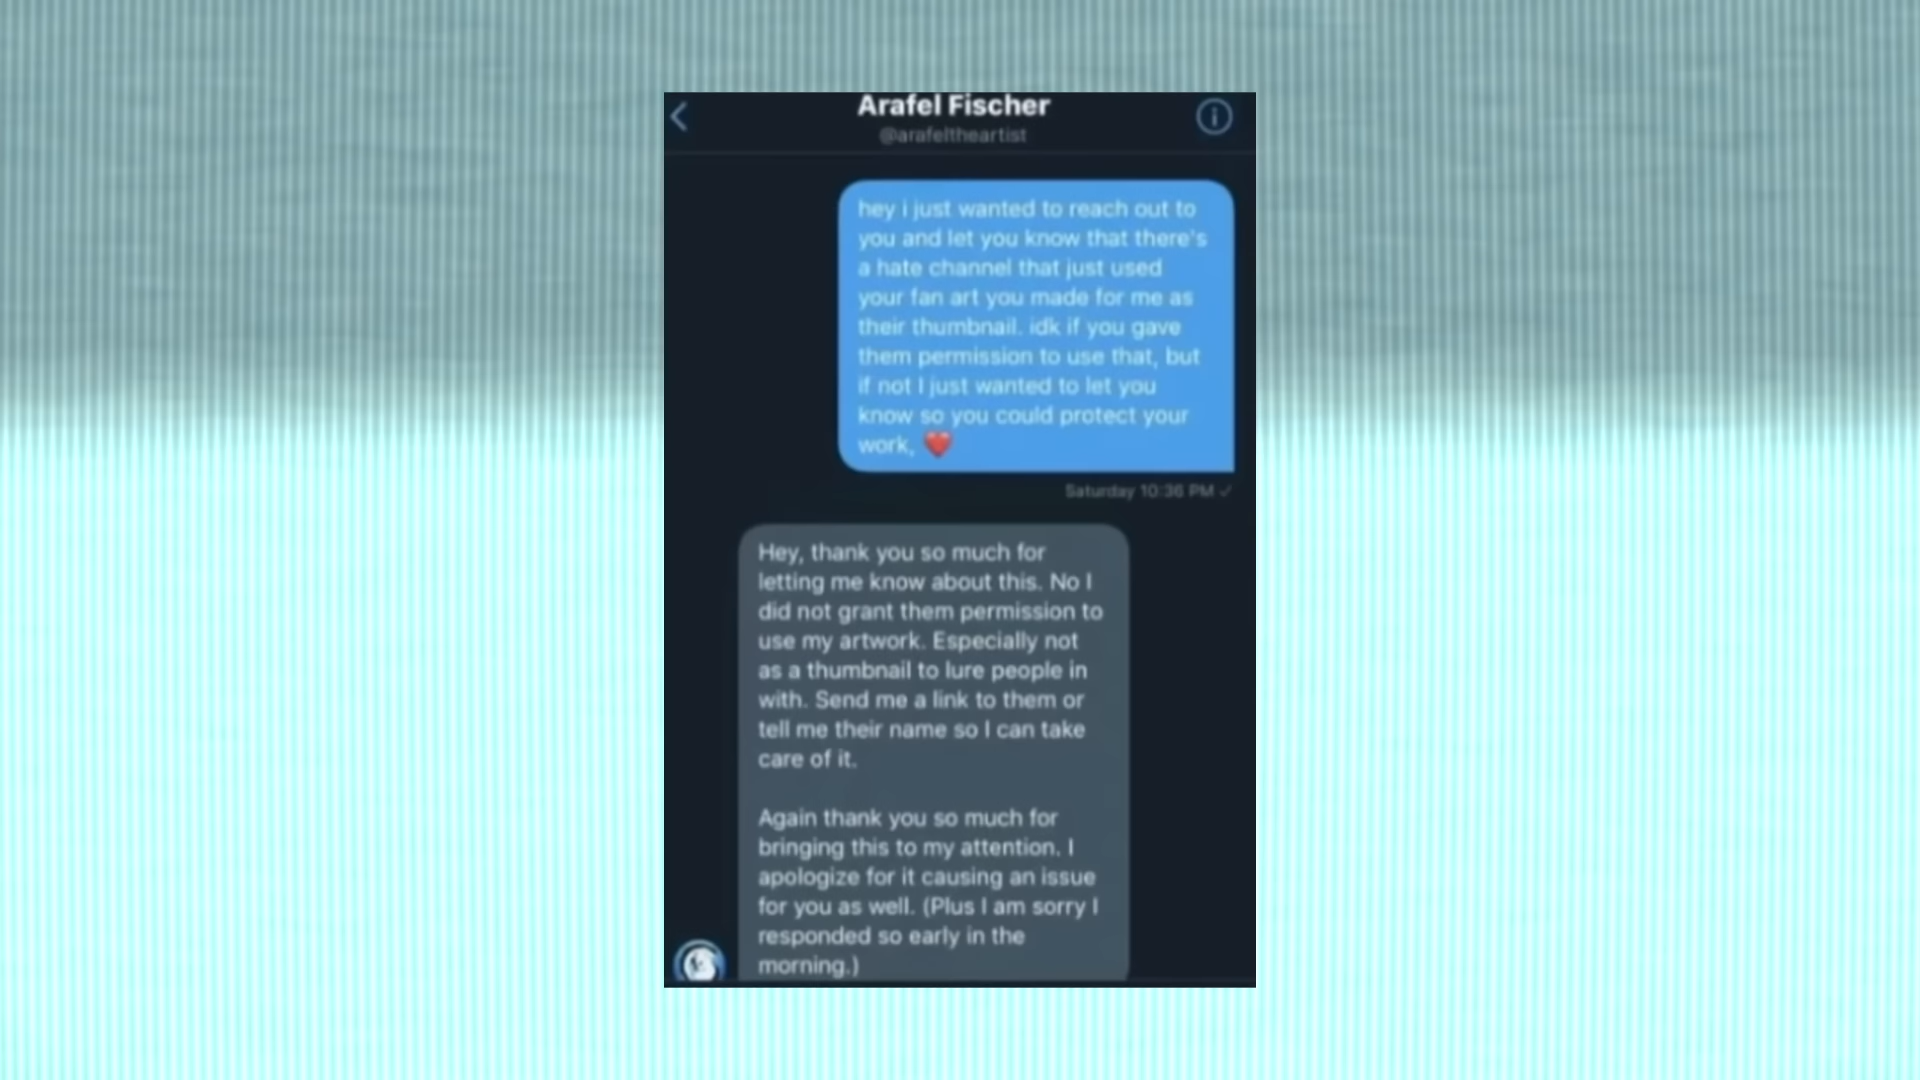 Arafel Fischer
@arafeltheartist
hey i just wanted to reach out to
you and let you know that there's
a hate channel that just used
your fan art you made for me as
their thumbnail. idk if you gave
them permission to use that, but
if not I just wanted to let you
know so you could protect your
work, ❤️
Saturday 10:36 PM ✓
Hey, thank you so much for
letting me know about this. No I
did not grant them permission to
use my artwork. Especially not
as a thumbnail to lure people in
with. Send me a link to them or
tell me their name so I can take
care of it.
Again thank you so much for
bringing this to my attention. I
apologize for it causing an issue
for you as well. (Plus I am sorry I
responded so early in the
morning.)